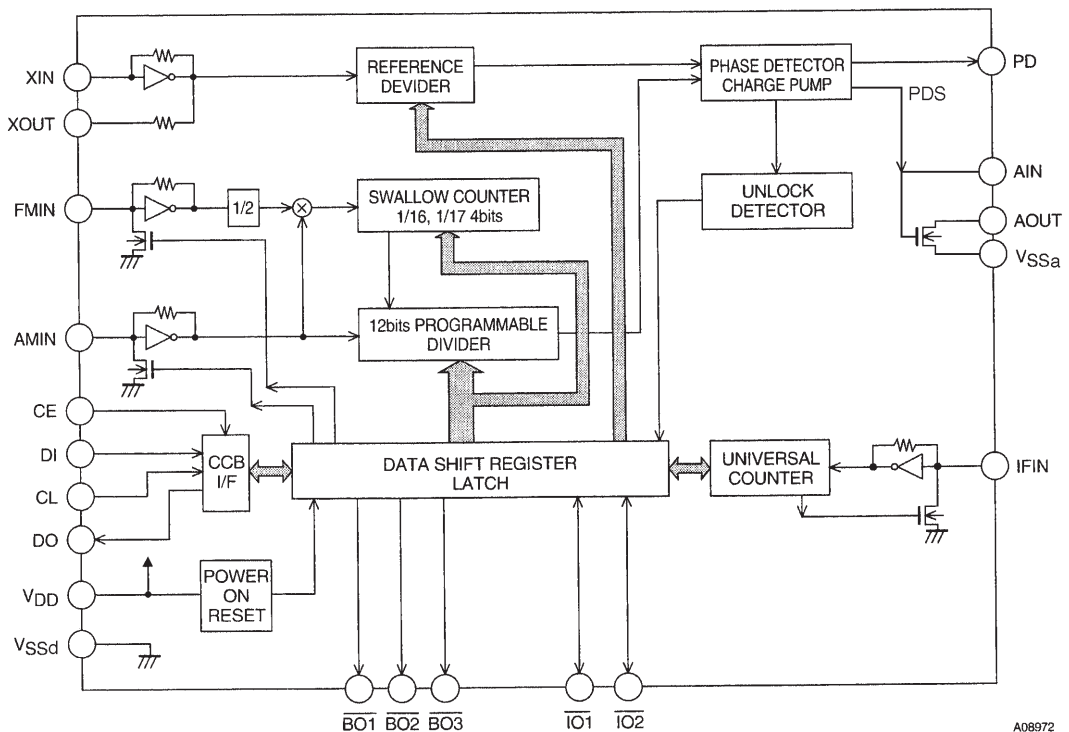 XIN
REFERENCE
DEVIDER
PHASE DETECTOR
CHARGE PUMP
PD
PDS
XOUT
FMIN
1/2
SWALLOW COUNTER
1/16, 1/17 4bits
UNLOCK
DETECTOR
AIN
AOUT
VSSa
AMIN
12bits PROGRAMMABLE
DIVIDER
CE
DI
CL
DO
CCB
I/F
DATA SHIFT REGISTER
LATCH
UNIVERSAL
COUNTER
IFIN
VDD
POWER
ON
RESET
VSSd
BO1
BO2
BO3
IO1
IO2
A08972